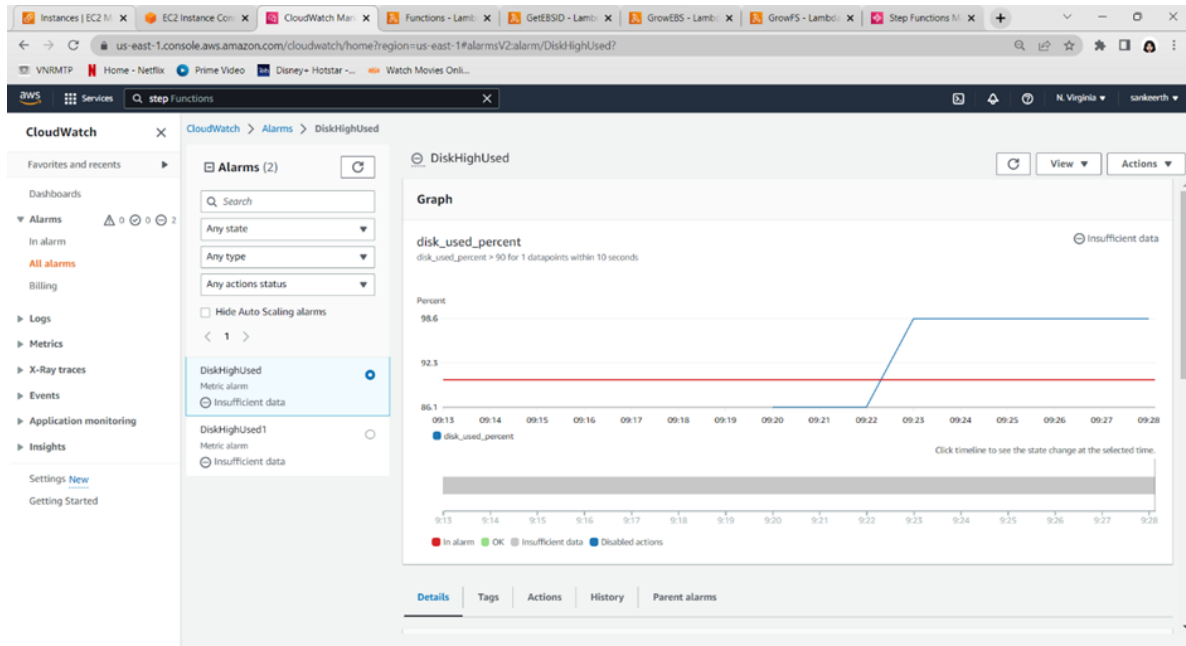 Instances | EC2 M
EC2 Instance Con
CloudWatch Man
Functions - Lamb
GetEBSID - Lamb
GrowEBS - Lamb
GrowFS - Lambda
Step Functions M
us-east-1.console.aws.amazon.com/cloudwatch/home?region=us-east-1#alarmsV2:alarm/DiskHighUsed?
VNRMTP
Home - Netflix
Prime Video
Disney+ Hotstar -...
Watch Movies Onli...
aws
Services
step Functions
N. Virginia
sankeerth
CloudWatch
Favorites and recents
Dashboards
Alarms 0 0 2
In alarm
All alarms
Billing
Logs
Metrics
X-Ray traces
Events
Application monitoring
Insights
Settings New
Getting Started
CloudWatch > Alarms > DiskHighUsed
Alarms (2)
Search
Any state
Any type
Any actions status
Hide Auto Scaling alarms
< 1 >
DiskHighUsed
Metric alarm
Insufficient data
DiskHighUsed1
Metric alarm
Insufficient data
DiskHighUsed
View
Actions
Graph
disk_used_percent
Insufficient data
disk_used_percent > 90 for 1 datapoints within 10 seconds
Percent
98.6
92.3
86.1
09:13 09:14 09:15 09:16 09:17 09:18 09:19 09:20 09:21 09:22 09:23 09:24 09:25 09:26 09:27 09:28
disk_used_percent
Click timeline to see the state change at the selected time.
9:13 9:14 9:15 9:16 9:17 9:18 9:19 9:20 9:21 9:22 9:23 9:24 9:25 9:26 9:27 9:28
In alarm OK Insufficient data Disabled actions
Details
Tags
Actions
History
Parent alarms